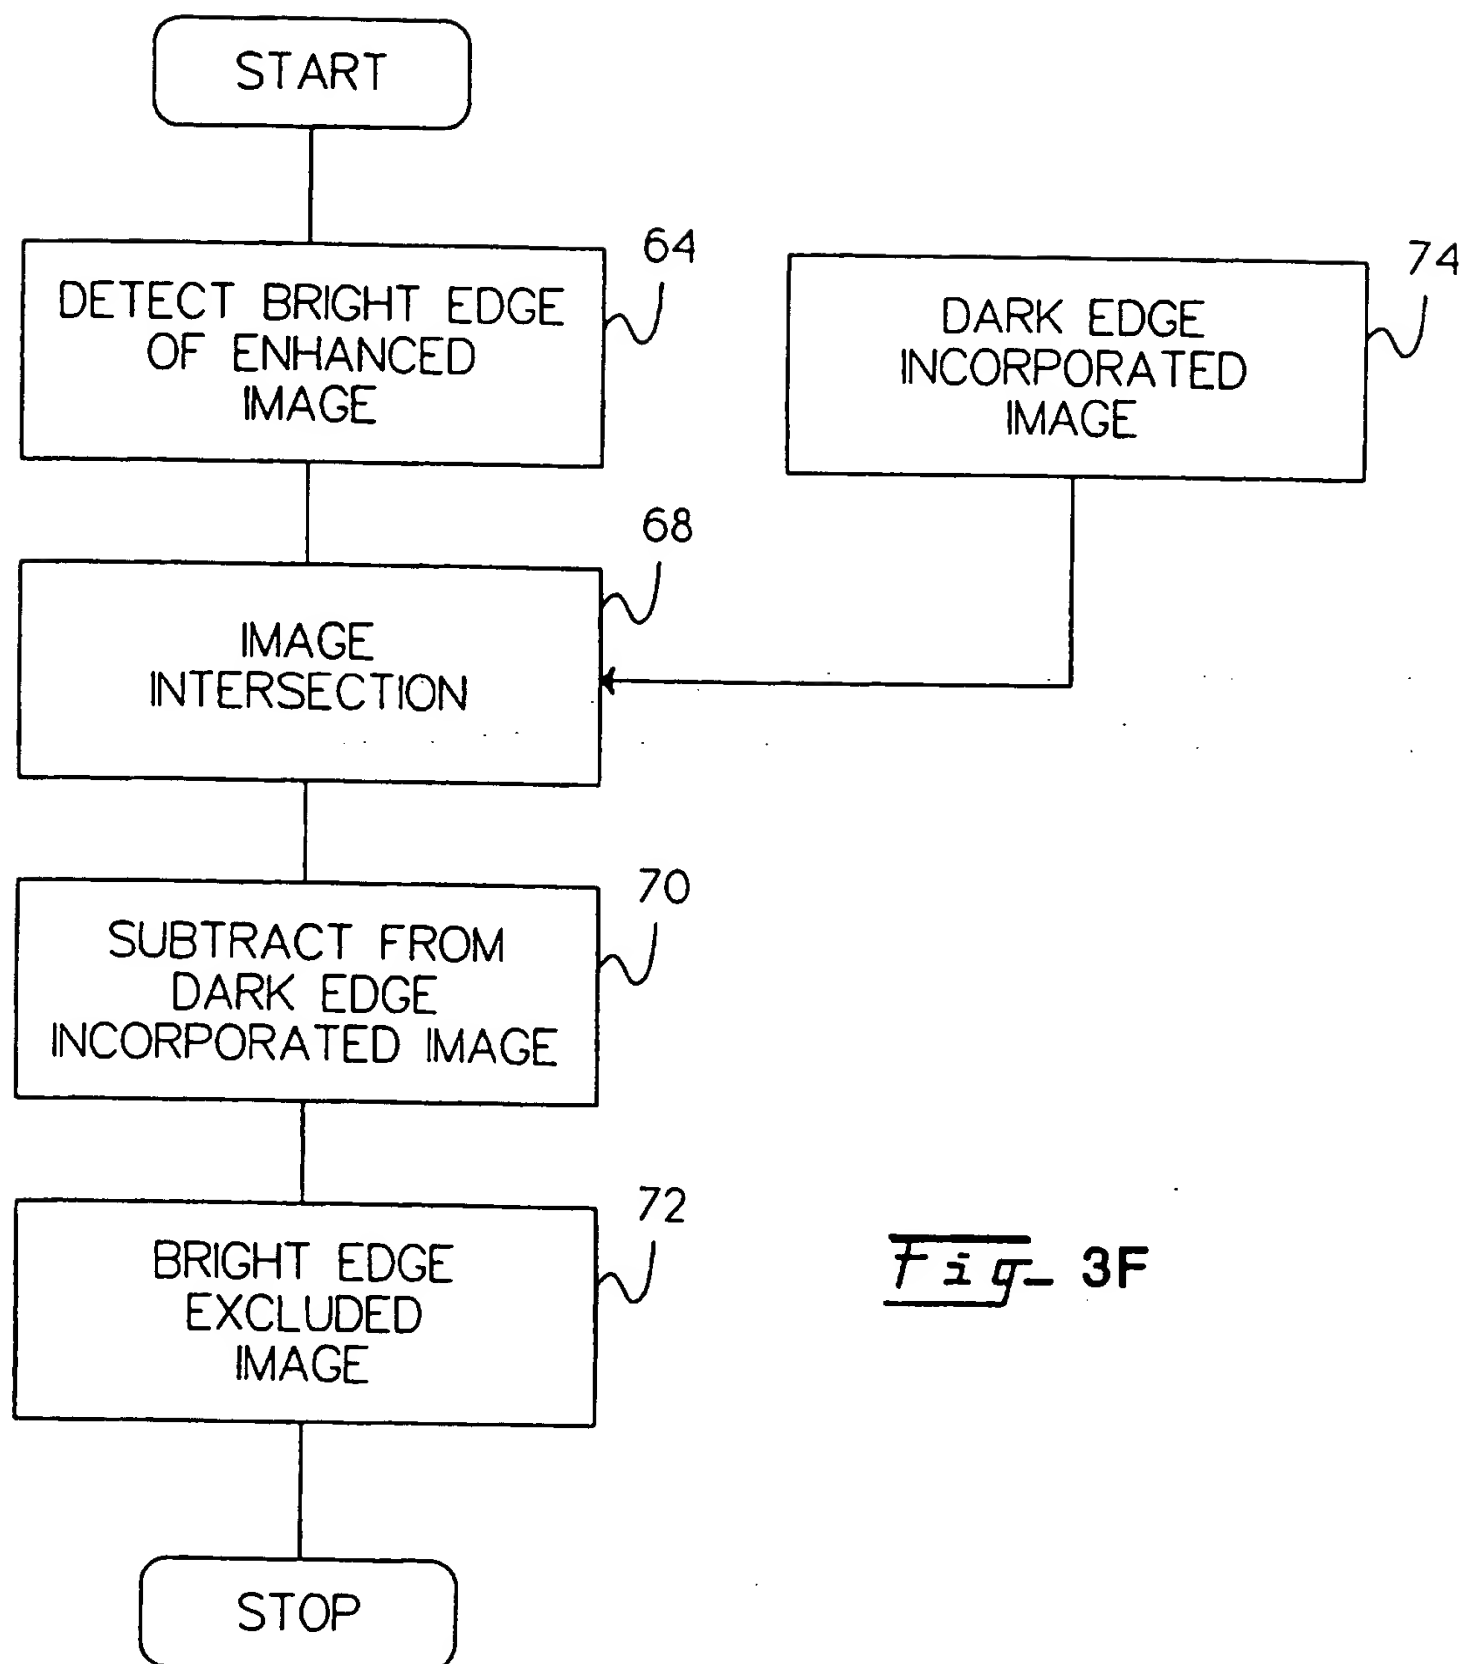 START
64
DETECT BRIGHT EDGE
OF ENHANCED
IMAGE
74
DARK EDGE
INCORPORATED
IMAGE
68
IMAGE
INTERSECTION
70
SUBTRACT FROM
DARK EDGE
INCORPORATED IMAGE
72
BRIGHT EDGE
EXCLUDED
IMAGE
Fig_ 3F
STOP